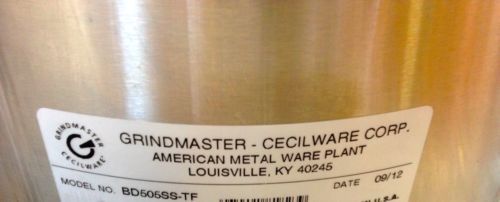 GRINDMASTER
CECILWARE
GRINDMASTER - CECILWARE CORP.
AMERICAN METAL WARE PLANT
LOUISVILLE, KY 40245
MODEL NO. BD505SS-TF
DATE 09/12
U.S.A.